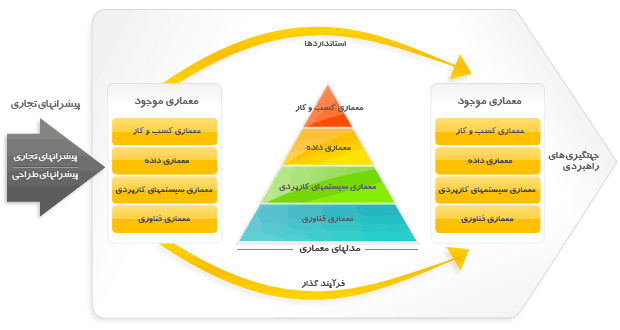 استانداردها
پیشرانهای تجاری
پیشرانهای تجاری
پیشرانهای طراحی
معماری موجود
معماری کسب و کار
معماری داده
معماری سیستمهای کاربردی
معماری فناوری
معماری کسب و کار
معماری داده
معماری سیستمهای کاربردی
معماری فناوری
مدلهای معماری
معماری موجود
معماری کسب و کار
معماری داده
معماری سیستمهای کاربردی
معماری فناوری
جهتگیری‌های
راهبردی
فرآیند گذار